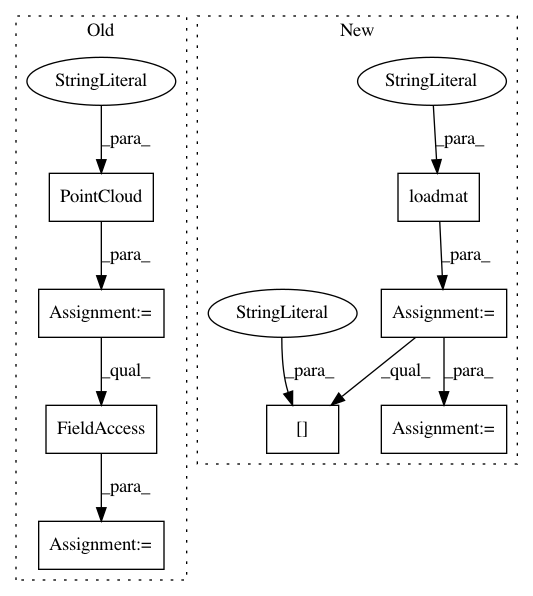 Old
New
StringLiteral
StringLiteral
_para_
_para_
PointCloud
loadmat
_para_
_para_
Assignment:=
StringLiteral
Assignment:=
_qual_
_para_
_qual_
_para_
FieldAccess
[]
Assignment:=
_para_
Assignment:=